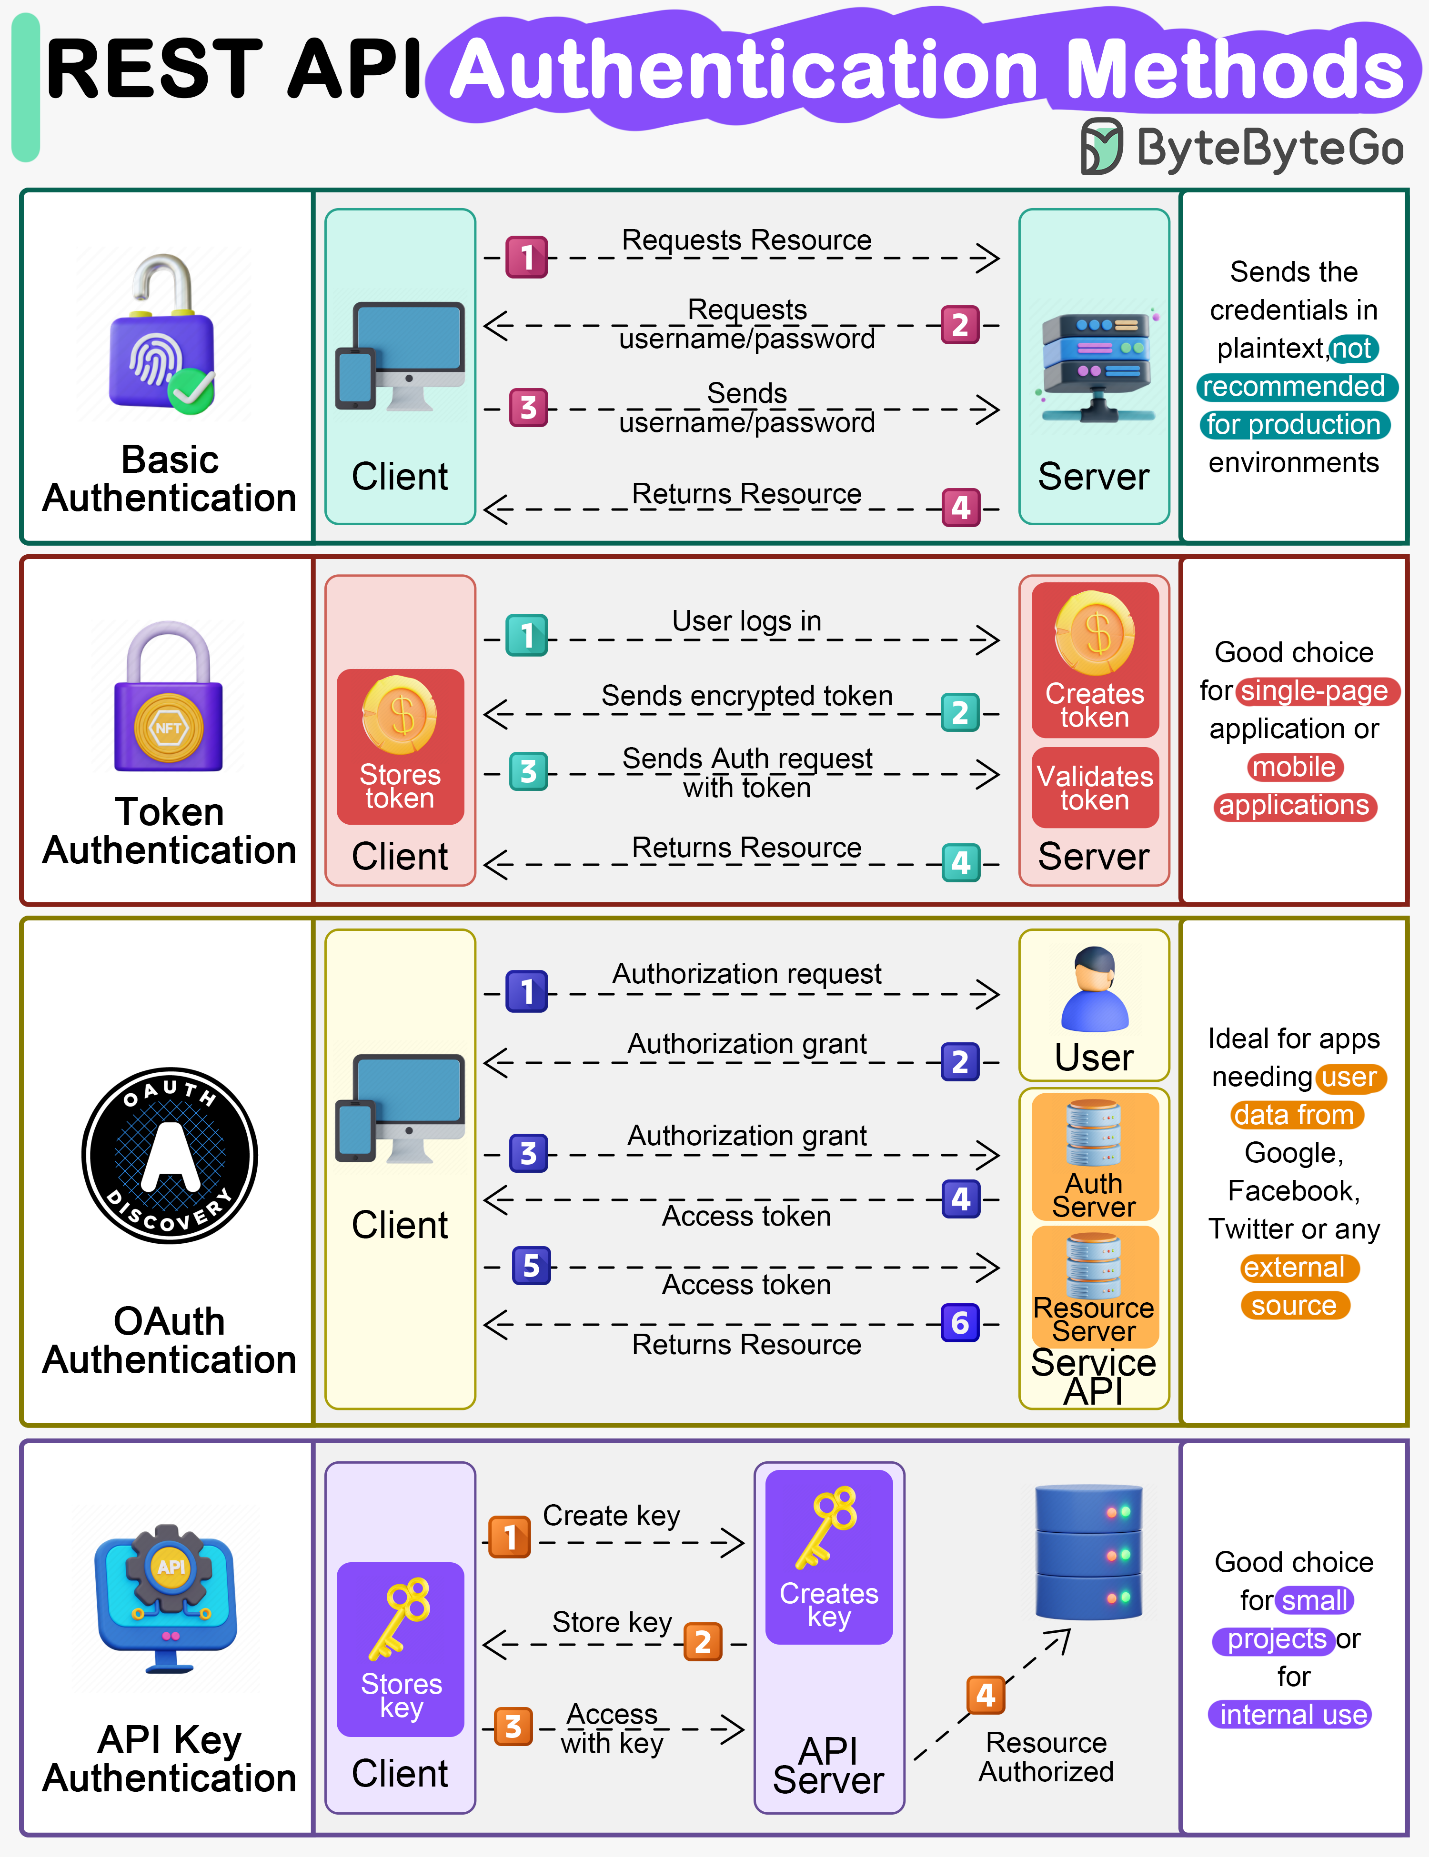 REST API Authentication Methods
ByteByteGo
Basic
Authentication
Client
1
Requests Resource
Requests
username/password
2
3
Sends
username/password
Returns Resource
4
Server
Sends the
credentials in
plaintext,not
recommended
for production
environments
NFT
Token
Authentication
Stores
token
Client
1
User logs in
Sends encrypted token
2
3
Sends Auth request
with token
Returns Resource
4
Creates
token
Validates
token
Server
Good choice
for single-page
application or
mobile
applications
OAUTH
DISCOVERY
OAuth
Authentication
Client
1
Authorization request
Authorization grant
2
3
Authorization grant
4
Access token
5
Access token
6
Returns Resource
User
Auth
Server
Resource
Server
Service
API
Ideal for apps
needing user
data from
Google,
Facebook,
Twitter or any
external
source
API
API Key
Authentication
Stores
key
Client
1
Create key
Store key
2
3
Access
with key
Creates
key
API
Server
4
Resource
Authorized
Good choice
for small
projects or
for
internal use